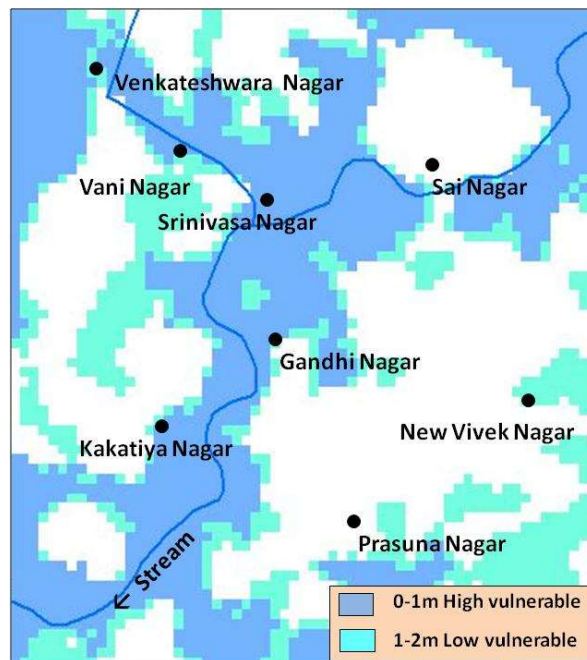 Venkateshwara Nagar
Vani Nagar
Sai Nagar
Srinivasa Nagar
Gandhi Nagar
New Vivek Nagar
Kakatiya Nagar
Prasuna Nagar
← Stream
0-1m High vulnerable
1-2m Low vulnerable